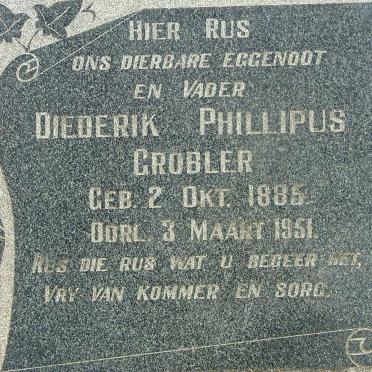 HIER RUS
ONS DIERBARE EGGENOOT
EN VADER
DIEDERIK PHILLIPUS
GROBLER
GEB. 2 OKT. 1885.
OORL. 3 MAART 1951.
RUS DIE RUS WAT U BEGEER HET,
VRY VAN KOMMER EN SORG.